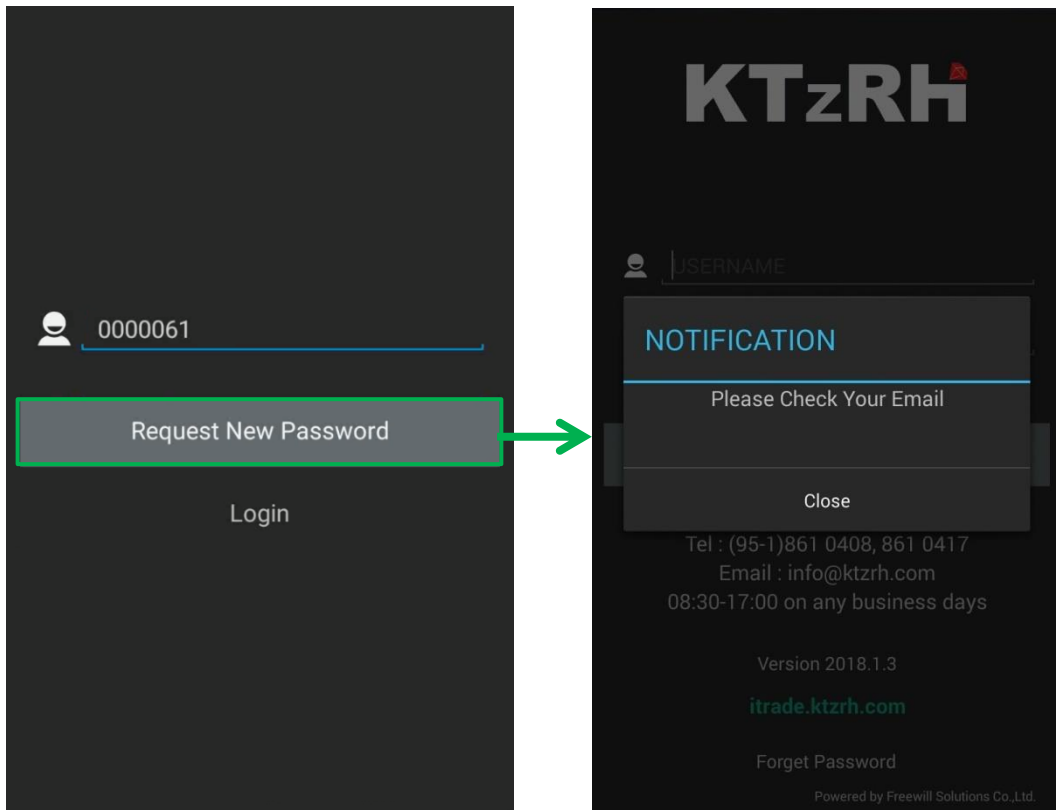 0000061
Request New Password
Login
KTzRH
USERNAME
NOTIFICATION
Please Check Your Email
Close
Tel : (95-1)861 0408, 861 0417
Email : info@ktzrh.com
08:30-17:00 on any business days
Version 2018.1.3
itrade.ktzrh.com
Forget Password
Powered by Freewill Solutions Co.,Ltd.